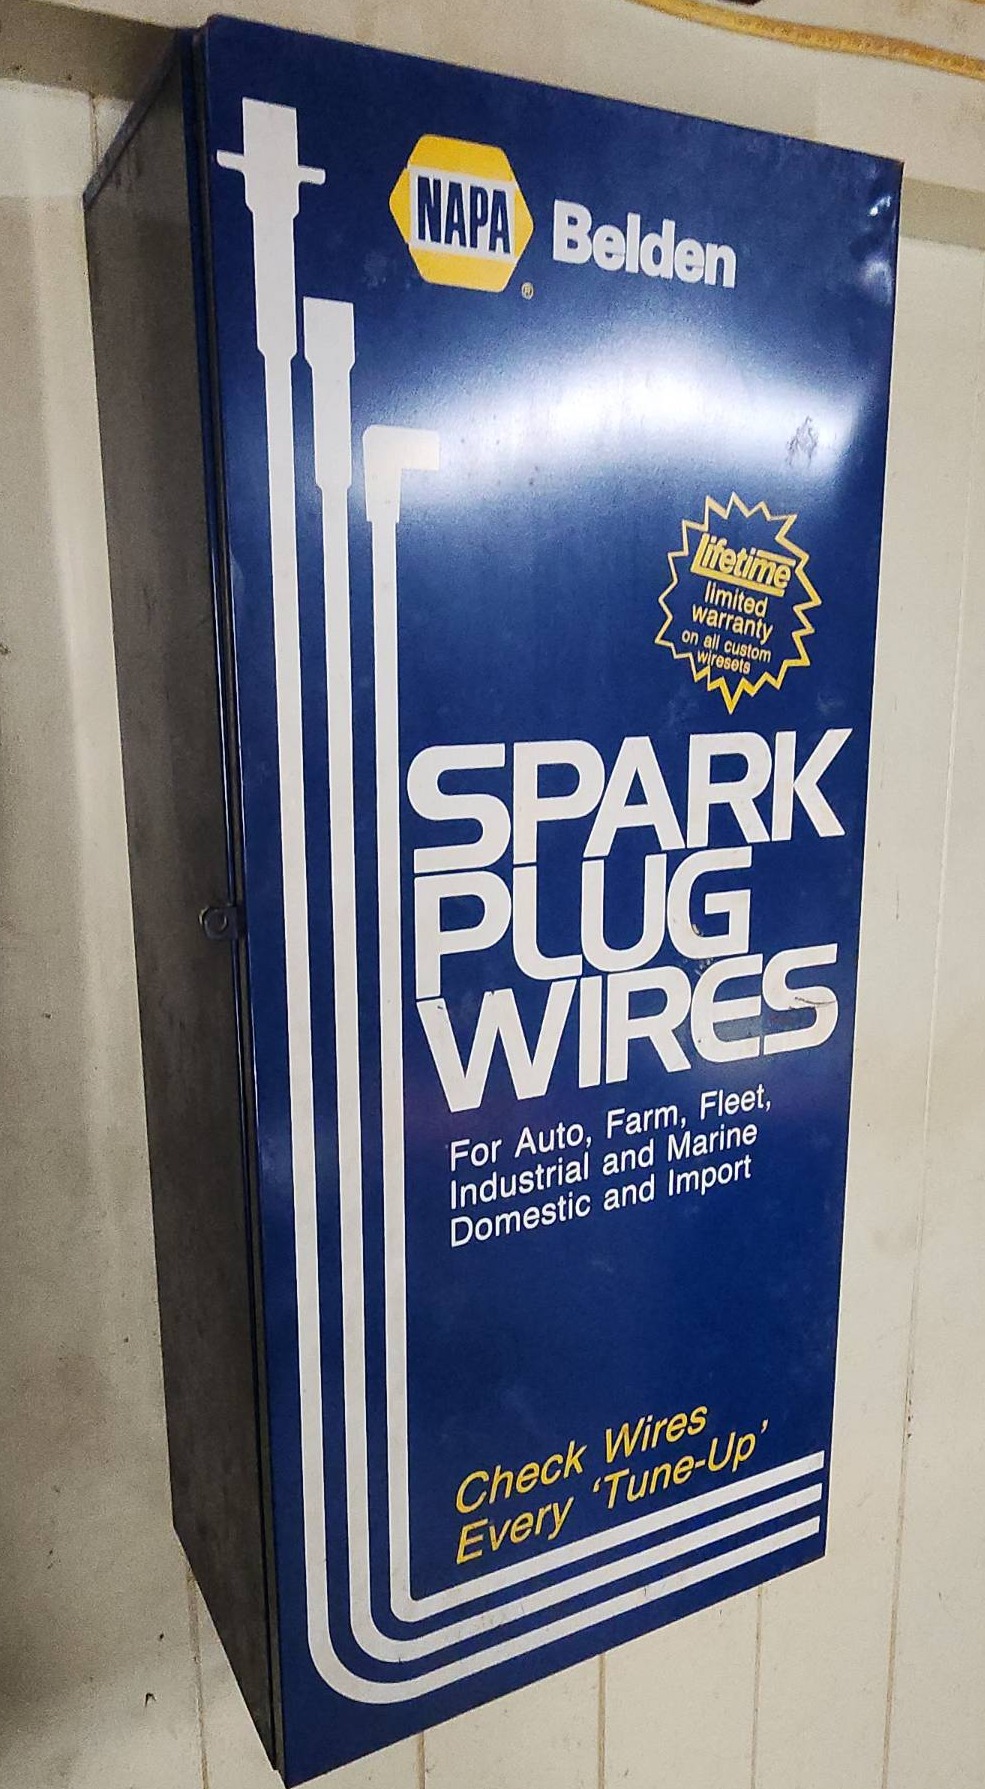 NAPA
®
Belden
Lifetime
limited
warranty
on all custom
wiresets
SPARK
PLUG
WIRES
For Auto, Farm, Fleet,
Industrial and Marine
Domestic and Import
Check Wires
Every ‘Tune-Up’